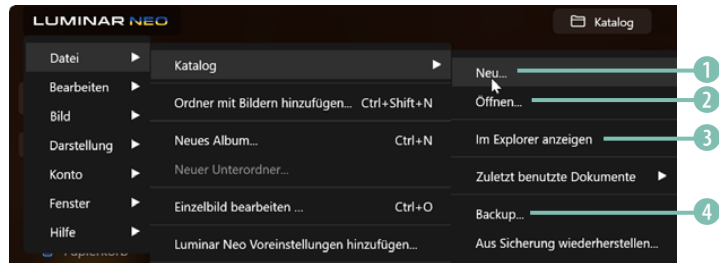 LUMINAR NEO
Katalog
Datei
Bearbeiten
Bild
Darstellung
Konto
Fenster
Hilfe
Papierkorb
Katalog
Ordner mit Bildern hinzufügen... Ctrl+Shift+N
Neues Album... Ctrl+N
Neuer Unterordner...
Einzelbild bearbeiten ... Ctrl+O
Luminar Neo Voreinstellungen hinzufügen...
Neu... 1
Öffnen... 2
Im Explorer anzeigen 3
Zuletzt benutzte Dokumente
Backup... 4
Aus Sicherung wiederherstellen...